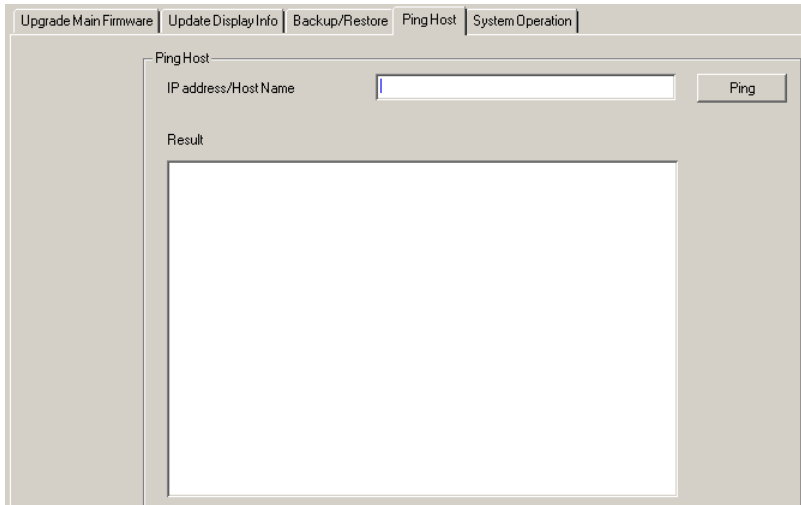 Upgrade Main Firmware Update Display Info Backup/Restore Ping Host System Operation
Ping Host
IP address/Host Name Ping
Result